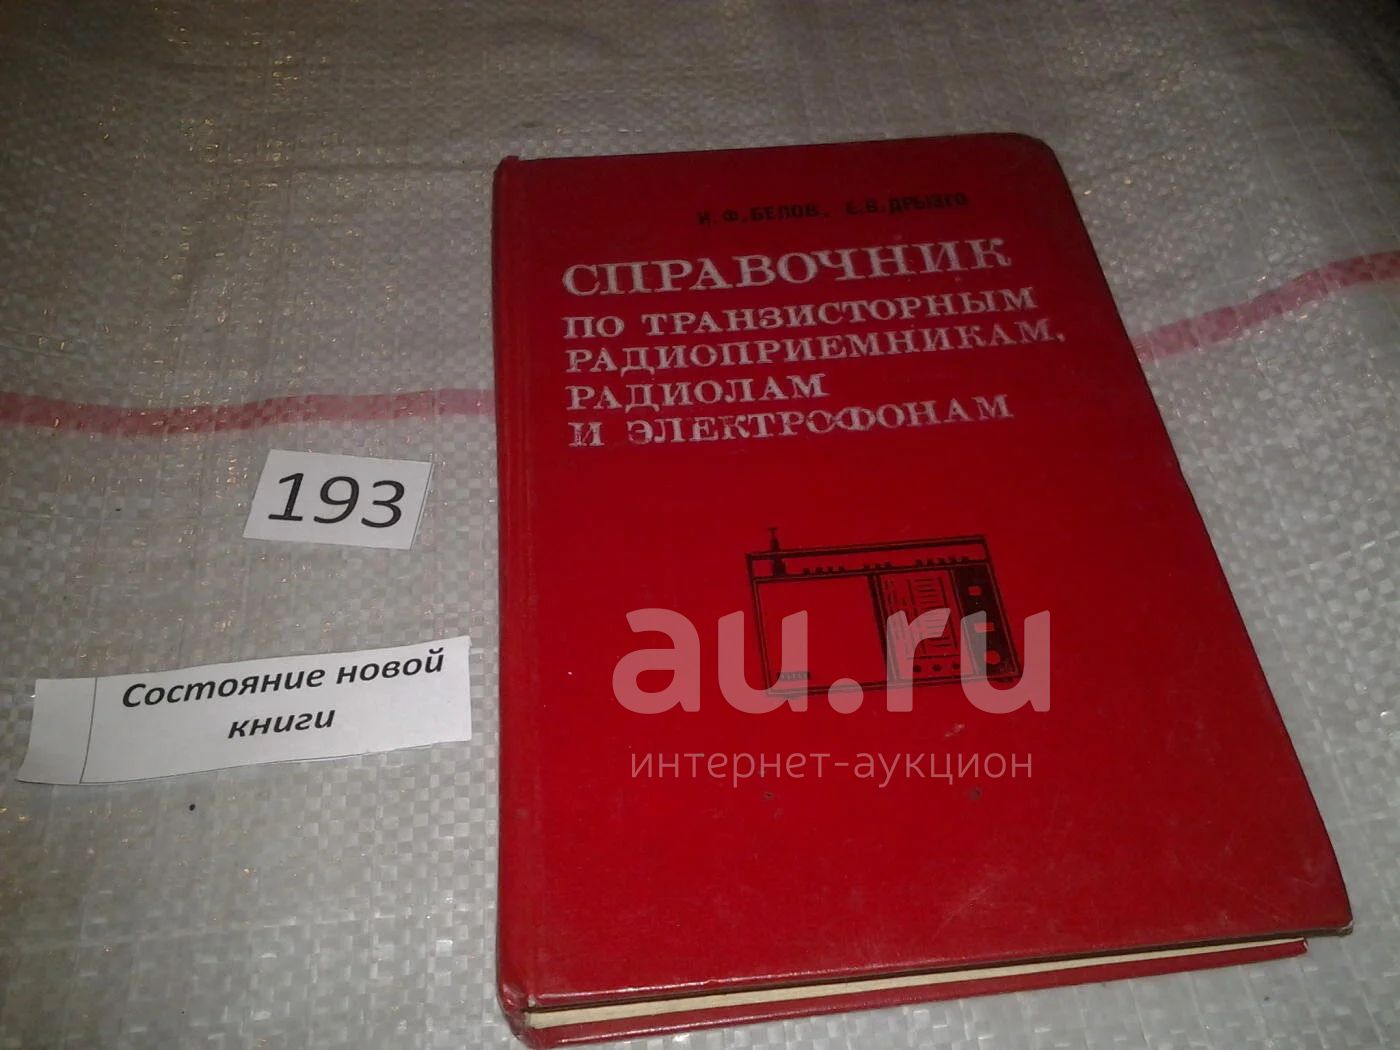 И.Ф.БЕЛОВ, Е.В.ДРЫЗГО
СПРАВОЧНИК
ПО ТРАНЗИСТОРНЫМ
РАДИОПРИЕМНИКАМ,
РАДИОЛАМ
И ЭЛЕКТРОФОНАМ
193
Состояние новой
книги
au.ru
интернет-аукцион